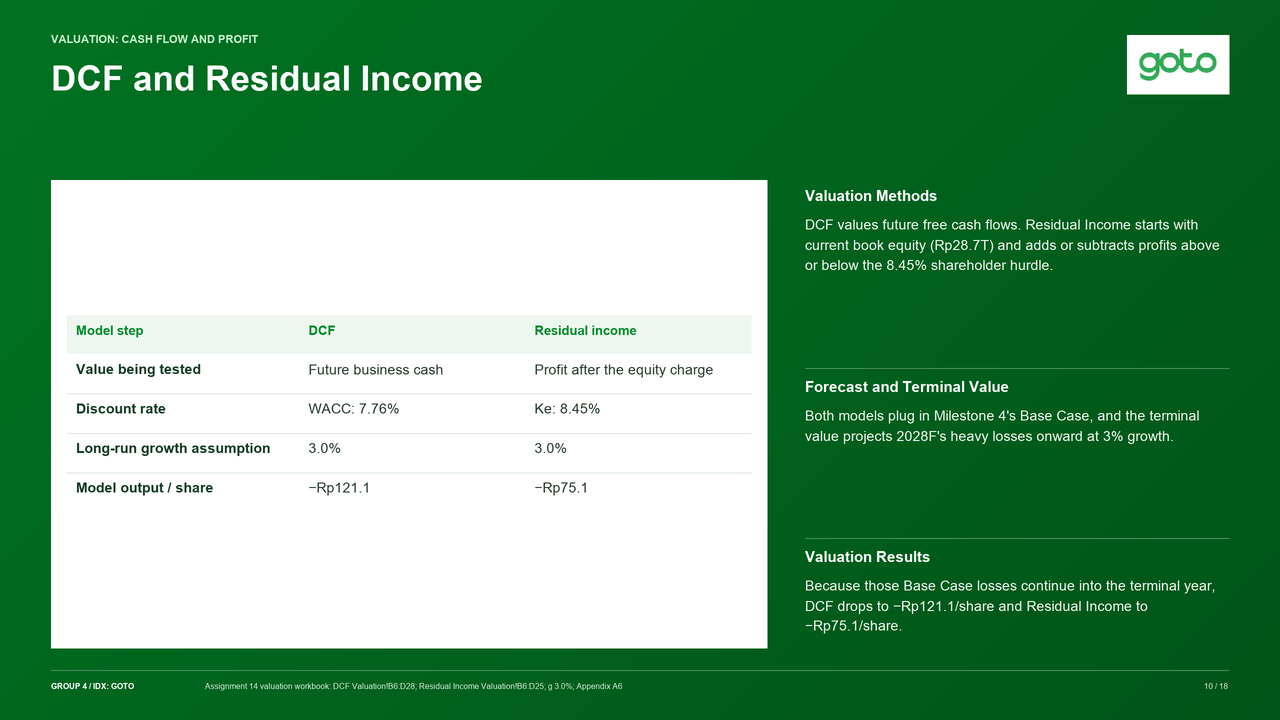 VALUATION: CASH FLOW AND PROFIT
DCF and Residual Income
goto
Model step DCF Residual income
Value being tested Future business cash Profit after the equity charge
Discount rate WACC: 7.76% Ke: 8.45%
Long-run growth assumption 3.0% 3.0%
Model output / share −Rp121.1 −Rp75.1
Valuation Methods
DCF values future free cash flows. Residual Income starts with
current book equity (Rp28.7T) and adds or subtracts profits above
or below the 8.45% shareholder hurdle.
Forecast and Terminal Value
Both models plug in Milestone 4's Base Case, and the terminal
value projects 2028F's heavy losses onward at 3% growth.
Valuation Results
Because those Base Case losses continue into the terminal year,
DCF drops to −Rp121.1/share and Residual Income to
−Rp75.1/share.
GROUP 4 / IDX: GOTO
Assignment 14 valuation workbook: DCF Valuation!B6:D28; Residual Income Valuation!B6:D25; g 3.0%; Appendix A6
10 / 18